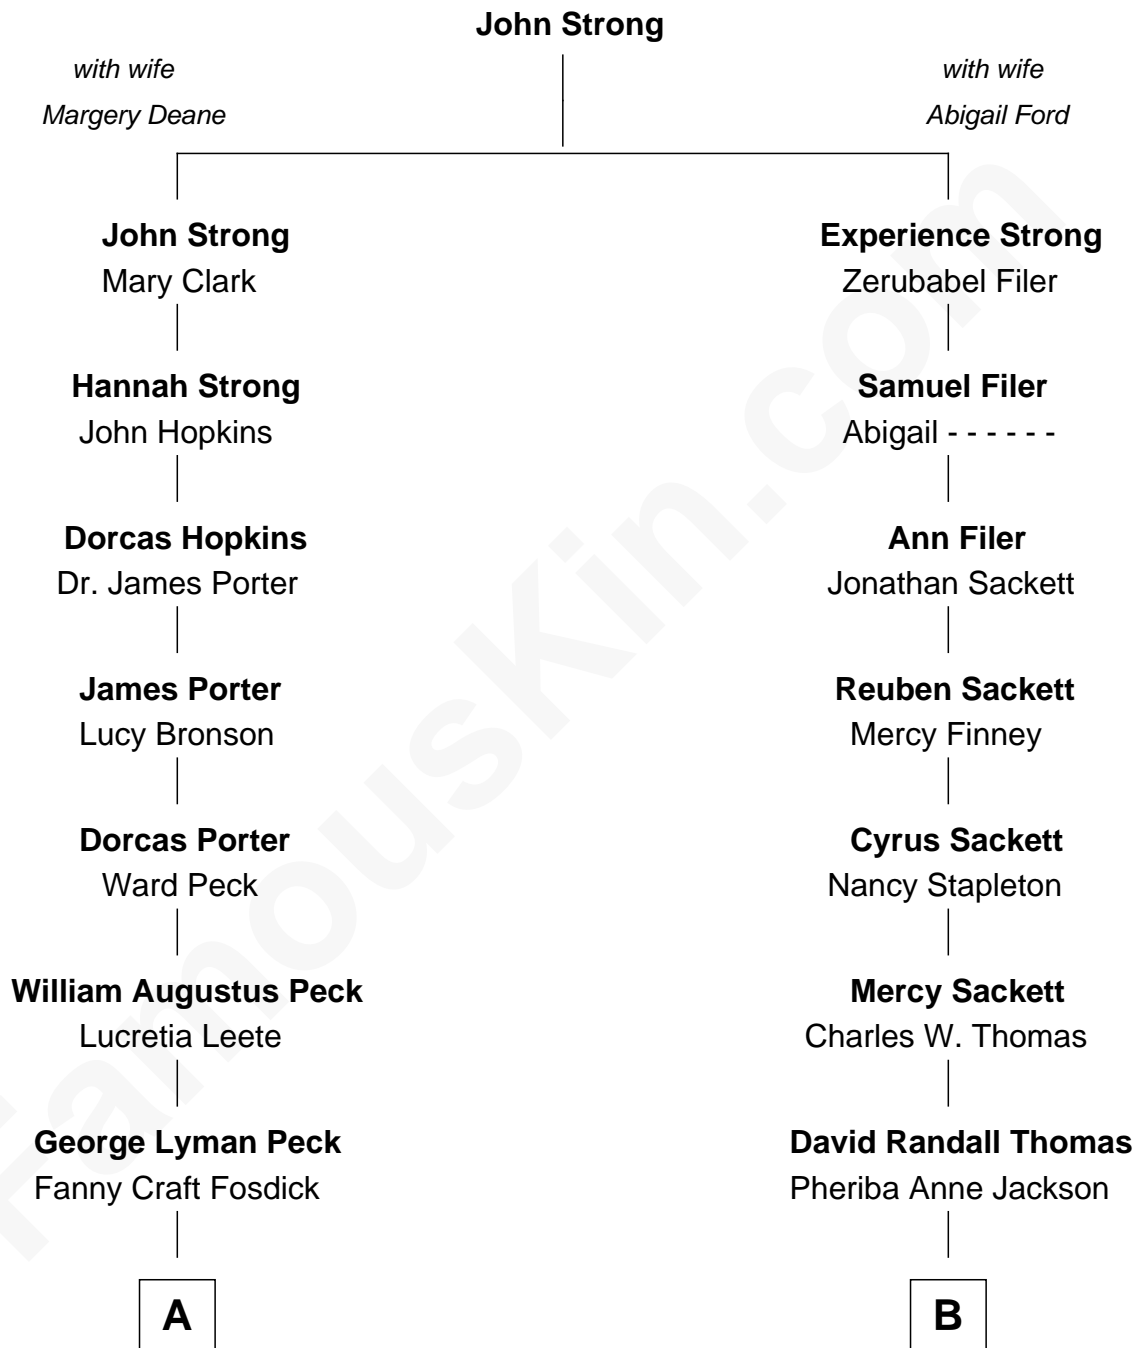 John Strong
with wife
Margery Deane
with wife
Abigail Ford
John Strong
Mary Clark
Experience Strong
Zerubabel Filer
Hannah Strong
John Hopkins
Samuel Filer
Abigail - - - - - -
Dorcas Hopkins
Dr. James Porter
Ann Filer
Jonathan Sackett
James Porter
Lucy Bronson
Reuben Sackett
Mercy Finney
Dorcas Porter
Ward Peck
Cyrus Sackett
Nancy Stapleton
William Augustus Peck
Lucretia Leete
Mercy Sackett
Charles W. Thomas
George Lyman Peck
Fanny Craft Fosdick
David Randall Thomas
Pheriba Anne Jackson
A
B
FamousKin.com